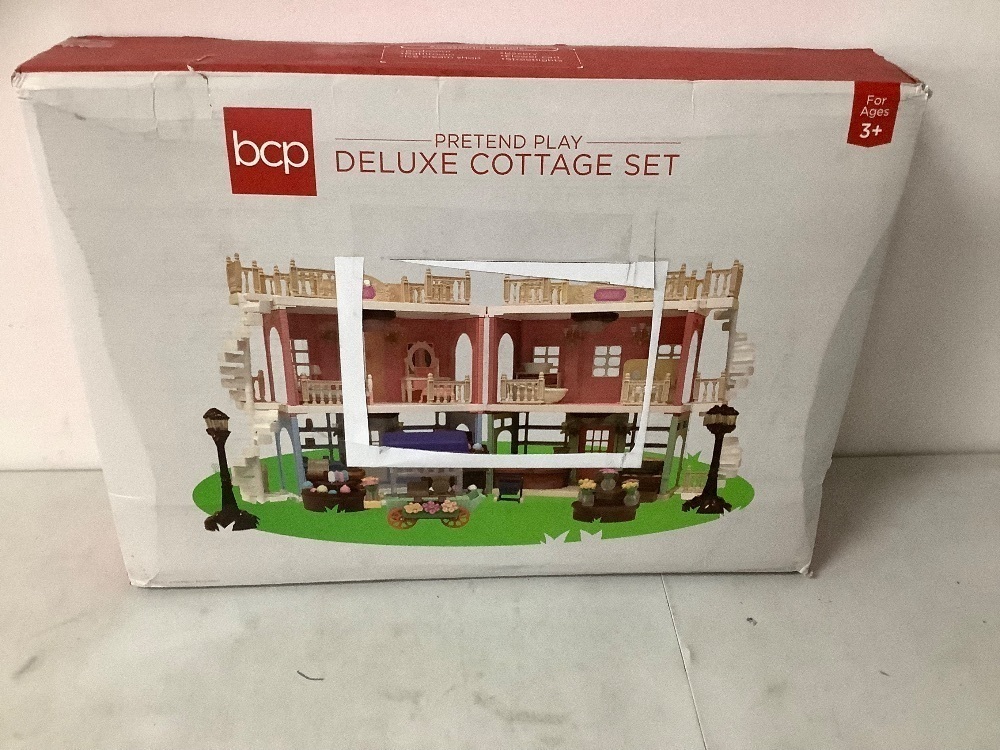 bcp
PRETEND PLAY
DELUXE COTTAGE SET
For
Ages
3+